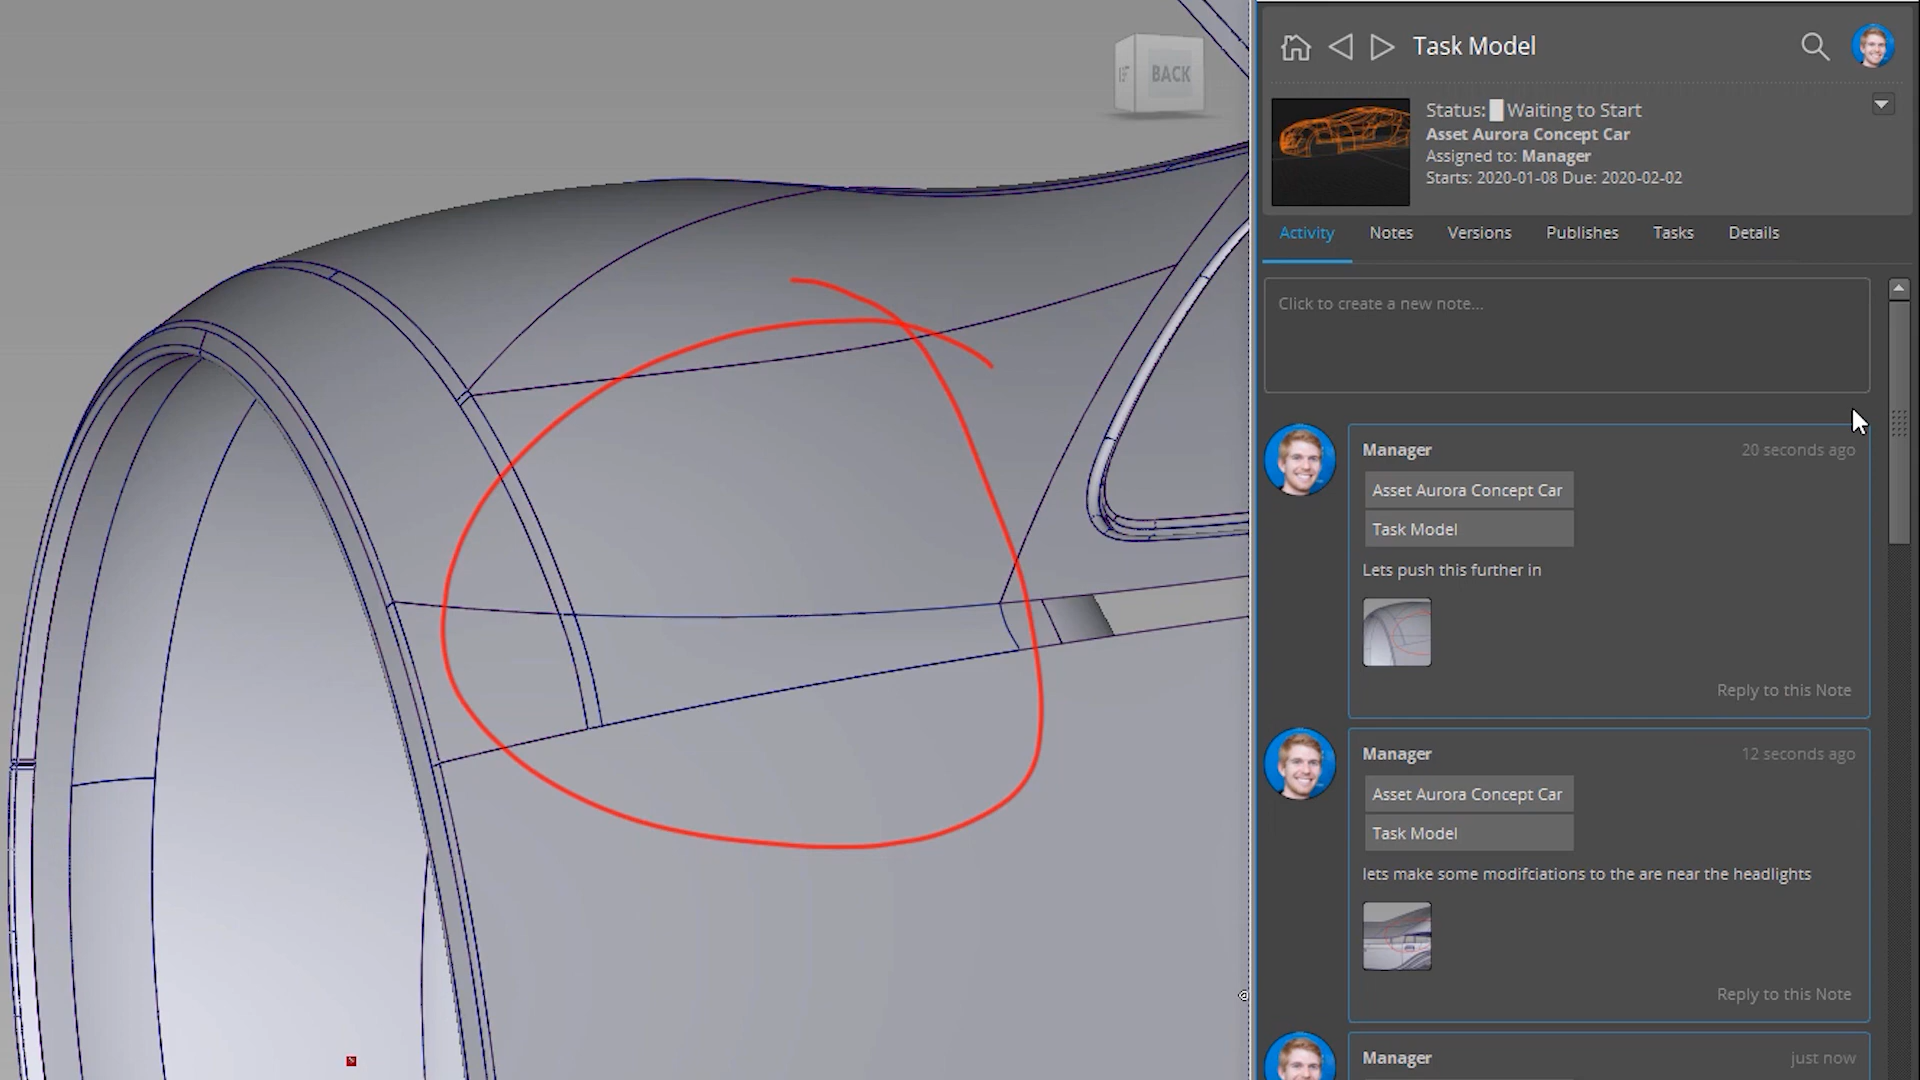 BACK
Task Model
Status: Waiting to Start
Asset Aurora Concept Car
Assigned to: Manager
Starts: 2020-01-08 Due: 2020-02-02
Activity Notes Versions Publishes Tasks Details
Click to create a new note...
Manager 20 seconds ago
Asset Aurora Concept Car
Task Model
Lets push this further in
Reply to this Note
Manager 12 seconds ago
Asset Aurora Concept Car
Task Model
lets make some modifciations to the are near the headlights
Reply to this Note
Manager just now